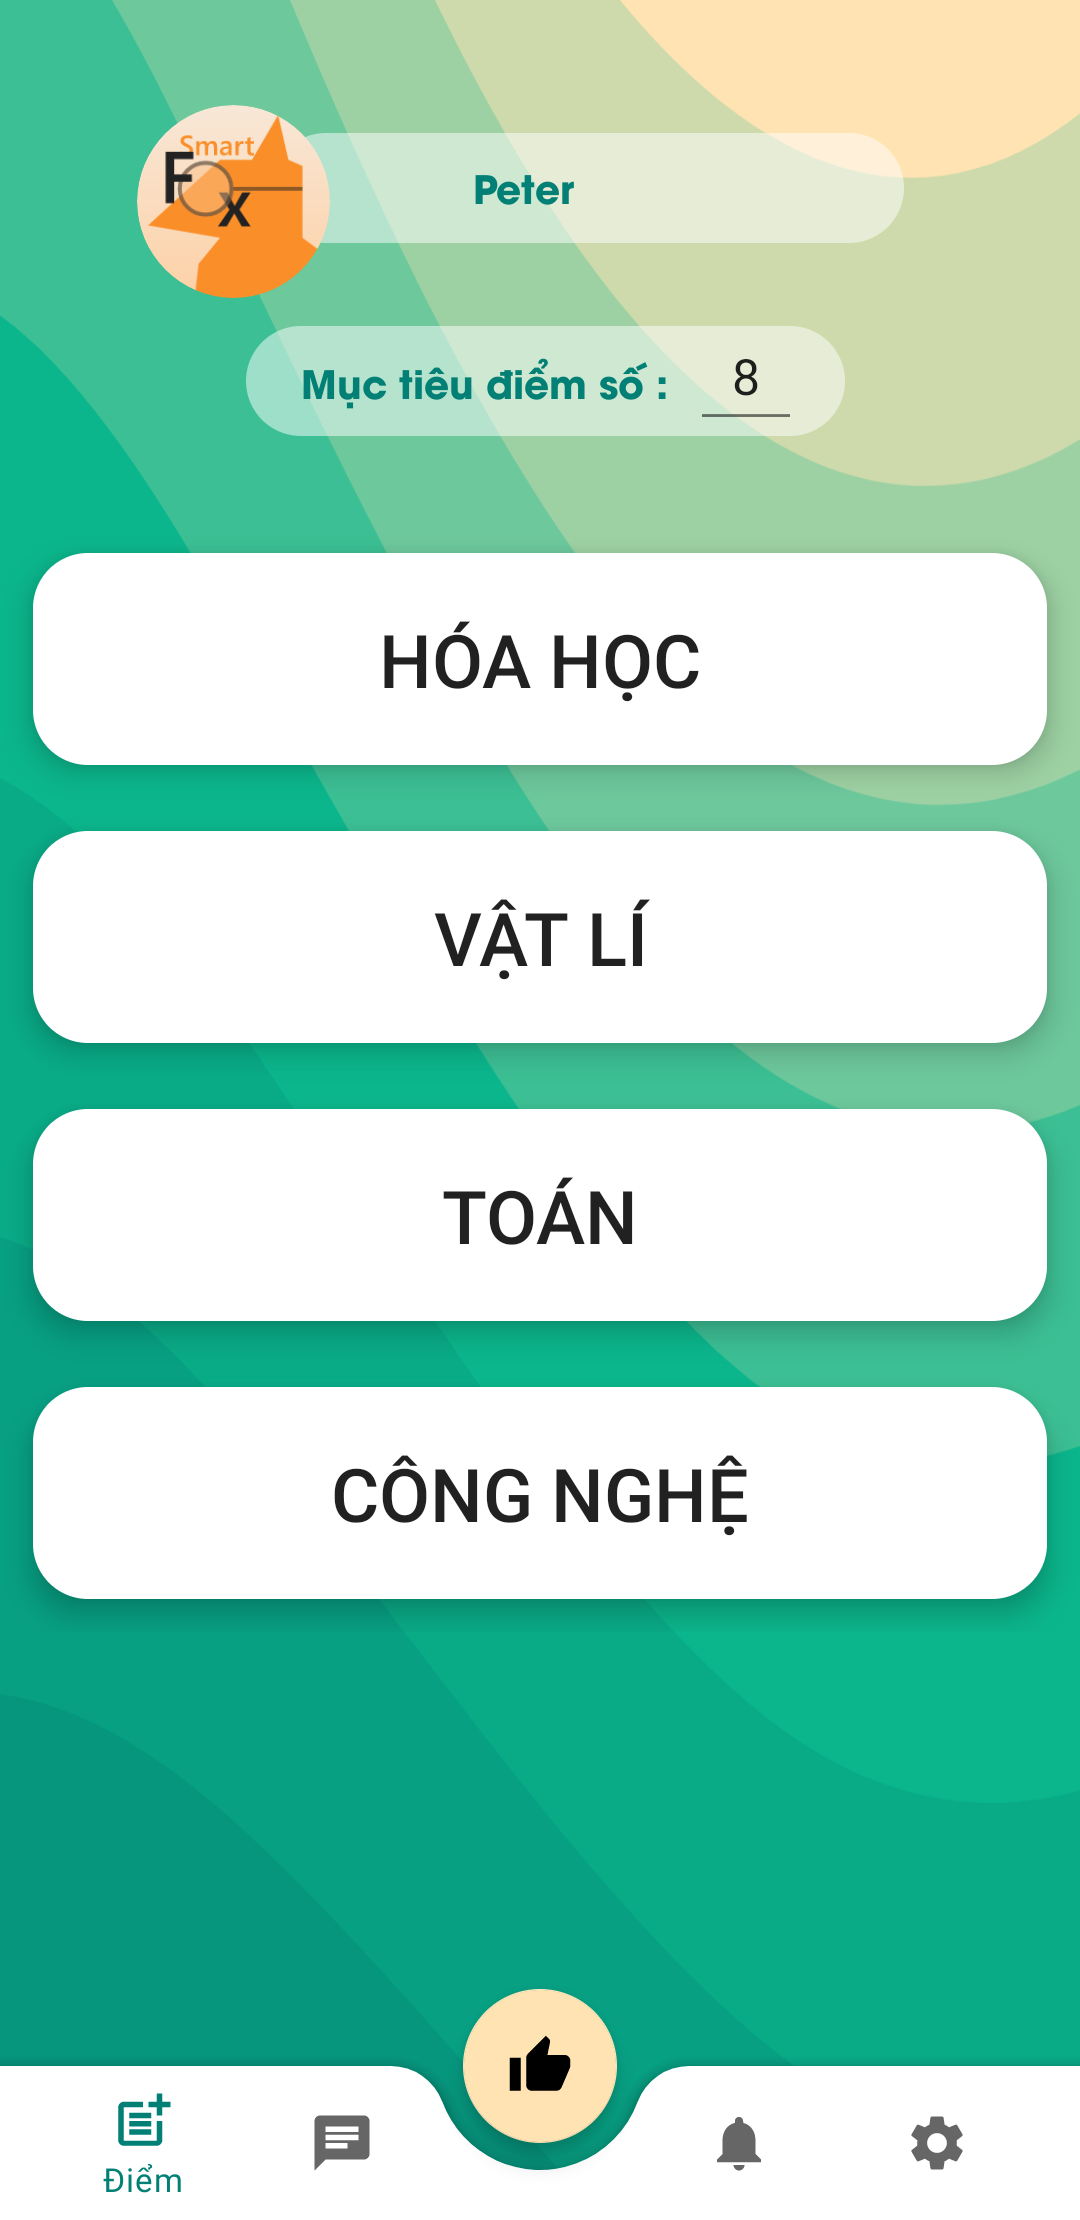 Smart
F
x
Peter
Mục tiêu điểm số : 8
HÓA HỌC
VẬT LÍ
TOÁN
CÔNG NGHỆ
Điểm